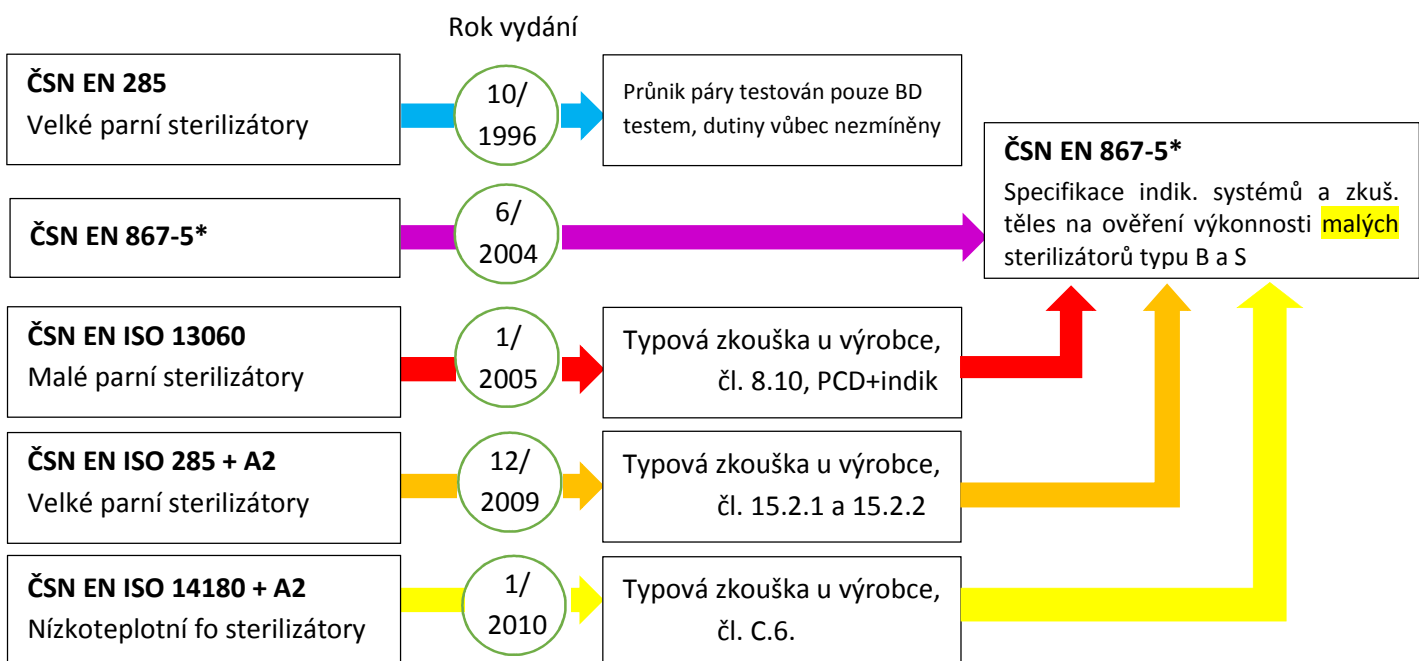 Rok vydání
ČSN EN 285
Velké parní sterilizátory
10/
1996
Průnik páry testován pouze BD
testem, dutiny vůbec nezmíněny
ČSN EN 867-5*
6/
2004
ČSN EN 867-5*
Specifikace indik. systémů a zkuš.
těles na ověření výkonnosti malých
sterilizátorů typu B a S
ČSN EN ISO 13060
Malé parní sterilizátory
1/
2005
Typová zkouška u výrobce,
čl. 8.10, PCD+indik
ČSN EN ISO 285 + A2
Velké parní sterilizátory
12/
2009
Typová zkouška u výrobce,
čl. 15.2.1 a 15.2.2
ČSN EN ISO 14180 + A2
Nízkoteplotní fo sterilizátory
1/
2010
Typová zkouška u výrobce,
čl. C.6.